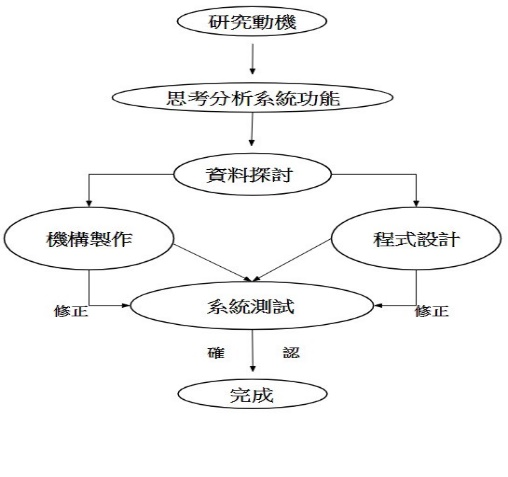 研究動機
思考分析系統功能
資料探討
機構製作
程式設計
系統測試
修正
修正
確 認
完成